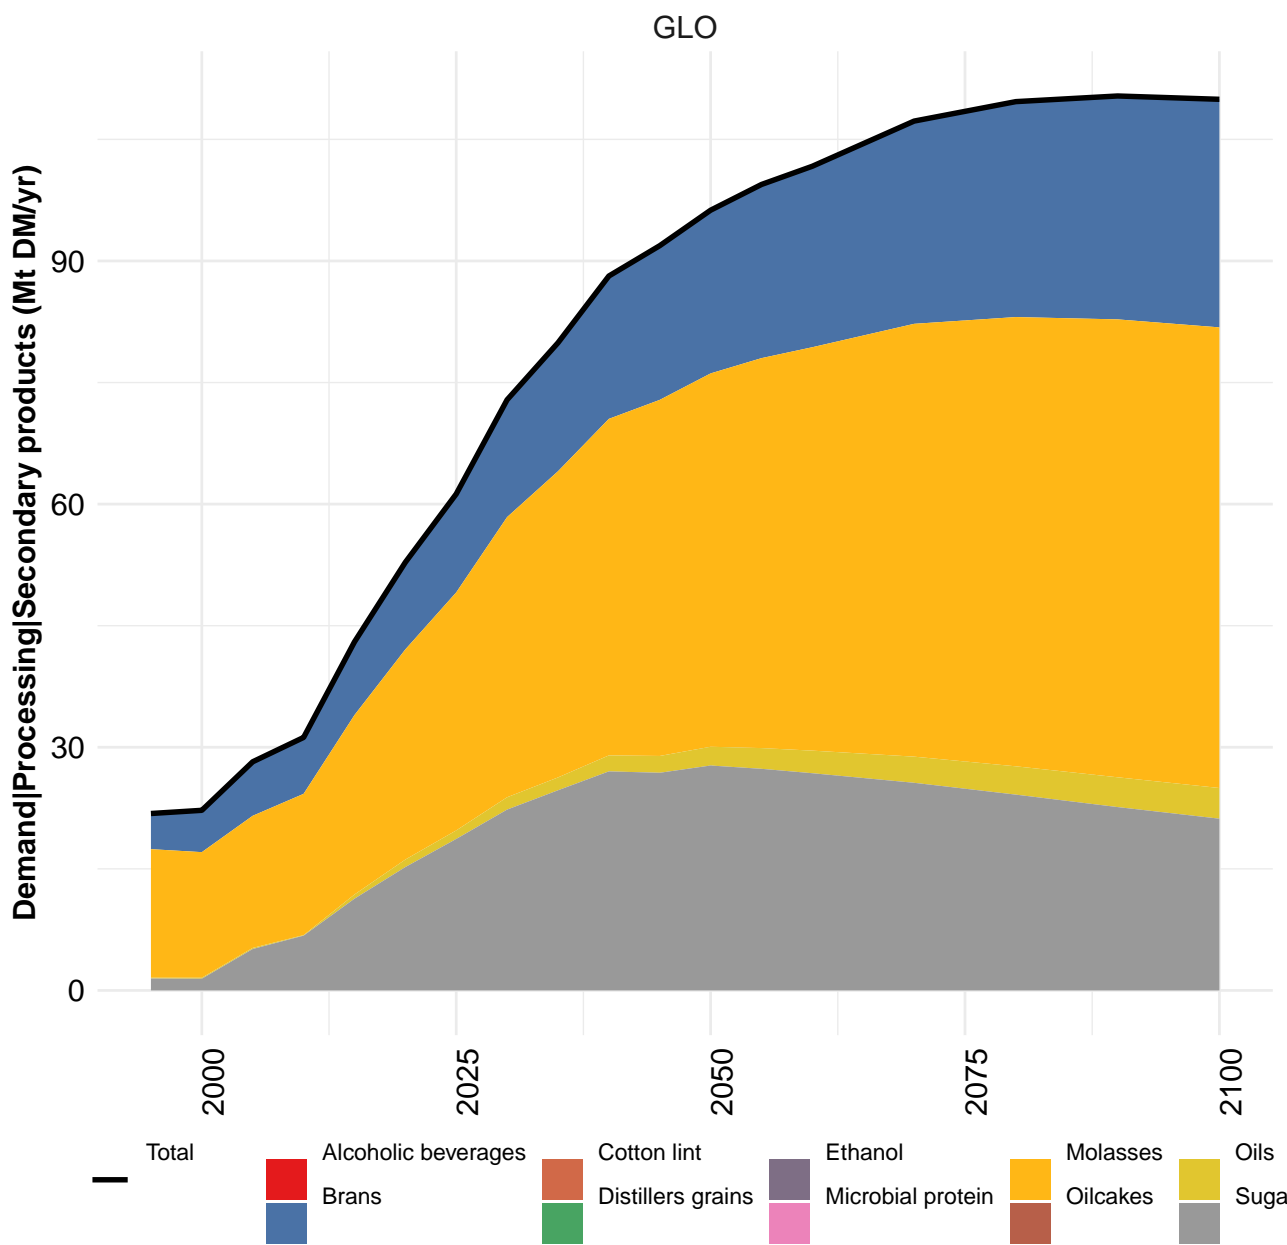 GLO
Demand|Processing|Secondary products (Mt DM/yr)
90
60
30
0
2000
2025
2050
2075
2100
Total
Alcoholic beverages
Brans
Cotton lint
Distillers grains
Ethanol
Microbial protein
Molasses
Oilcakes
Oils
Suga